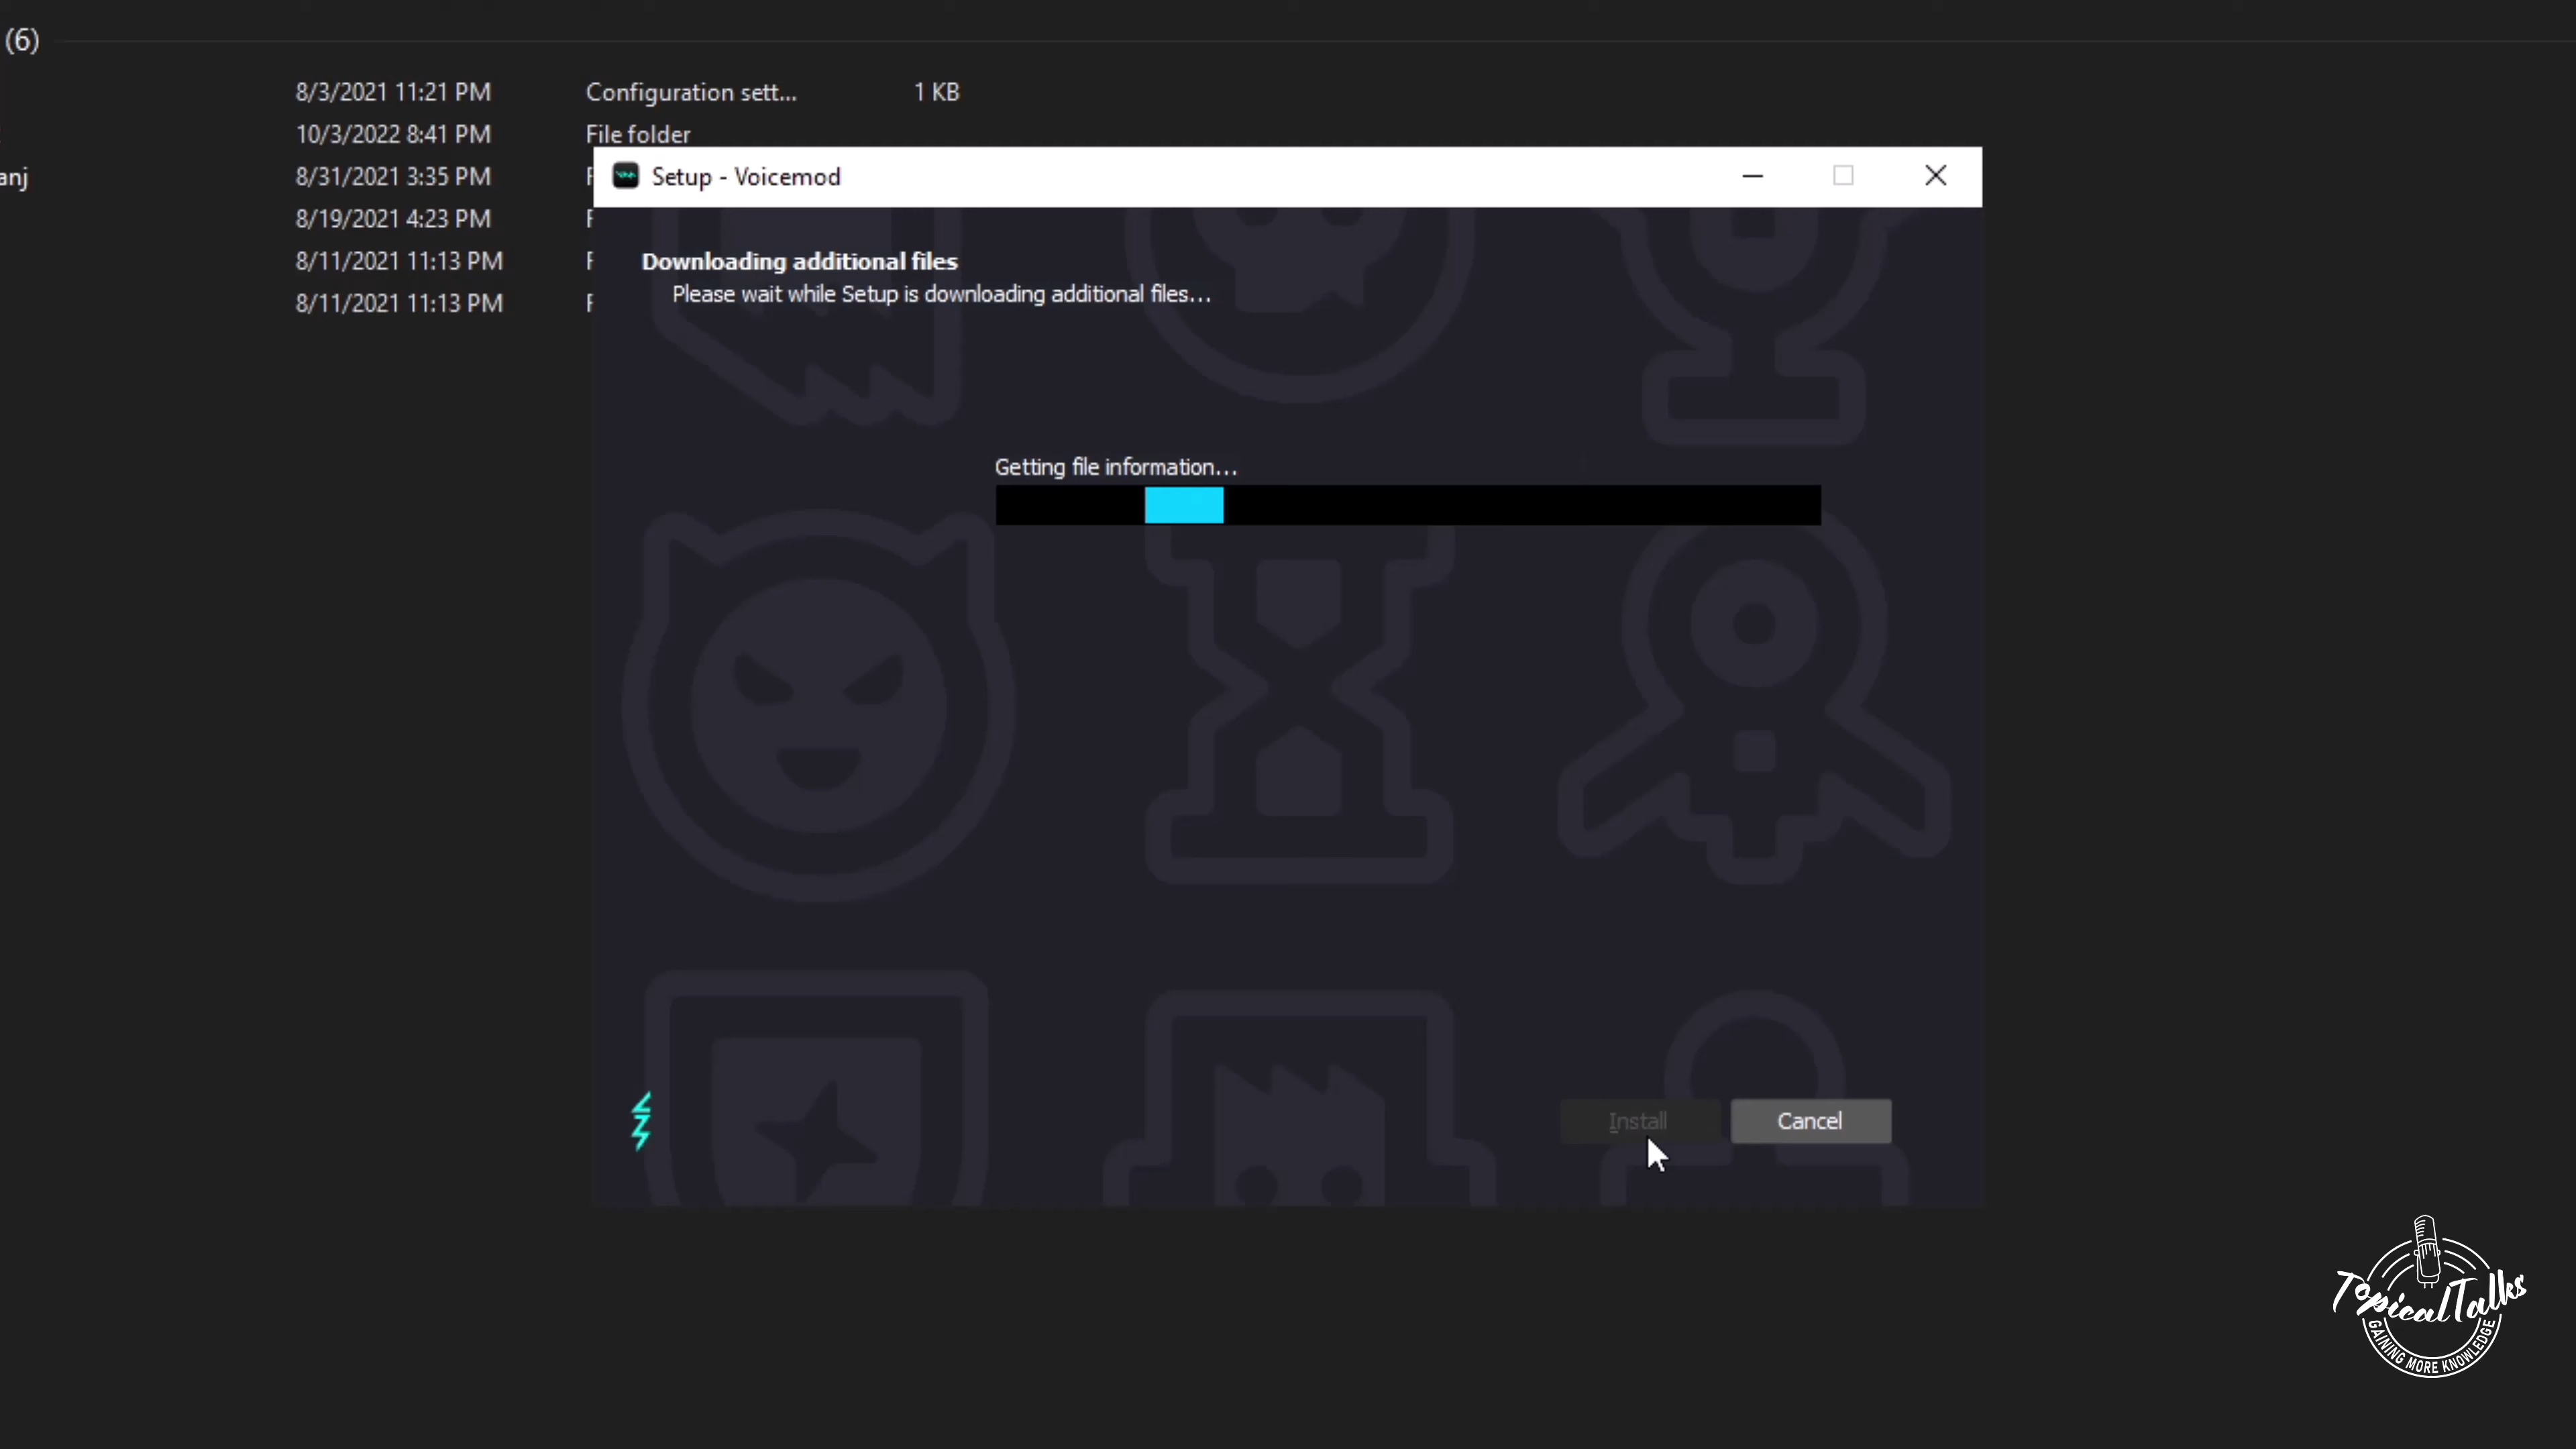 (6)
8/3/2021 11:21 PM Configuration sett... 1 KB
10/3/2022 8:41 PM File folder
anj 8/31/2021 3:35 PM F
8/19/2021 4:23 PM F
8/11/2021 11:13 PM F
8/11/2021 11:13 PM F
Setup - Voicemod
Downloading additional files
Please wait while Setup is downloading additional files...
Getting file information...
Install Cancel
TopicalTalks
GAINING MORE KNOWLEDGE